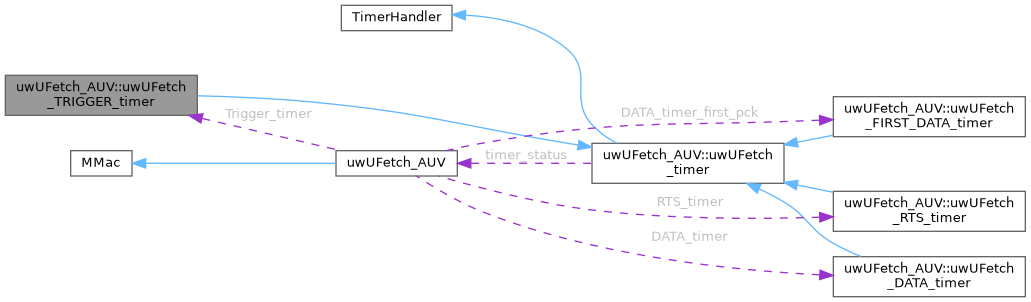 TimerHandler
uwUFetch_AUV::uwUFetch
_TRIGGER_timer
Trigger_timer
DATA_timer_first_pck
uwUFetch_AUV::uwUFetch
_FIRST_DATA_timer
MMac
uwUFetch_AUV
timer_status
uwUFetch_AUV::uwUFetch
_timer
RTS_timer
uwUFetch_AUV::uwUFetch
_RTS_timer
DATA_timer
uwUFetch_AUV::uwUFetch
_DATA_timer